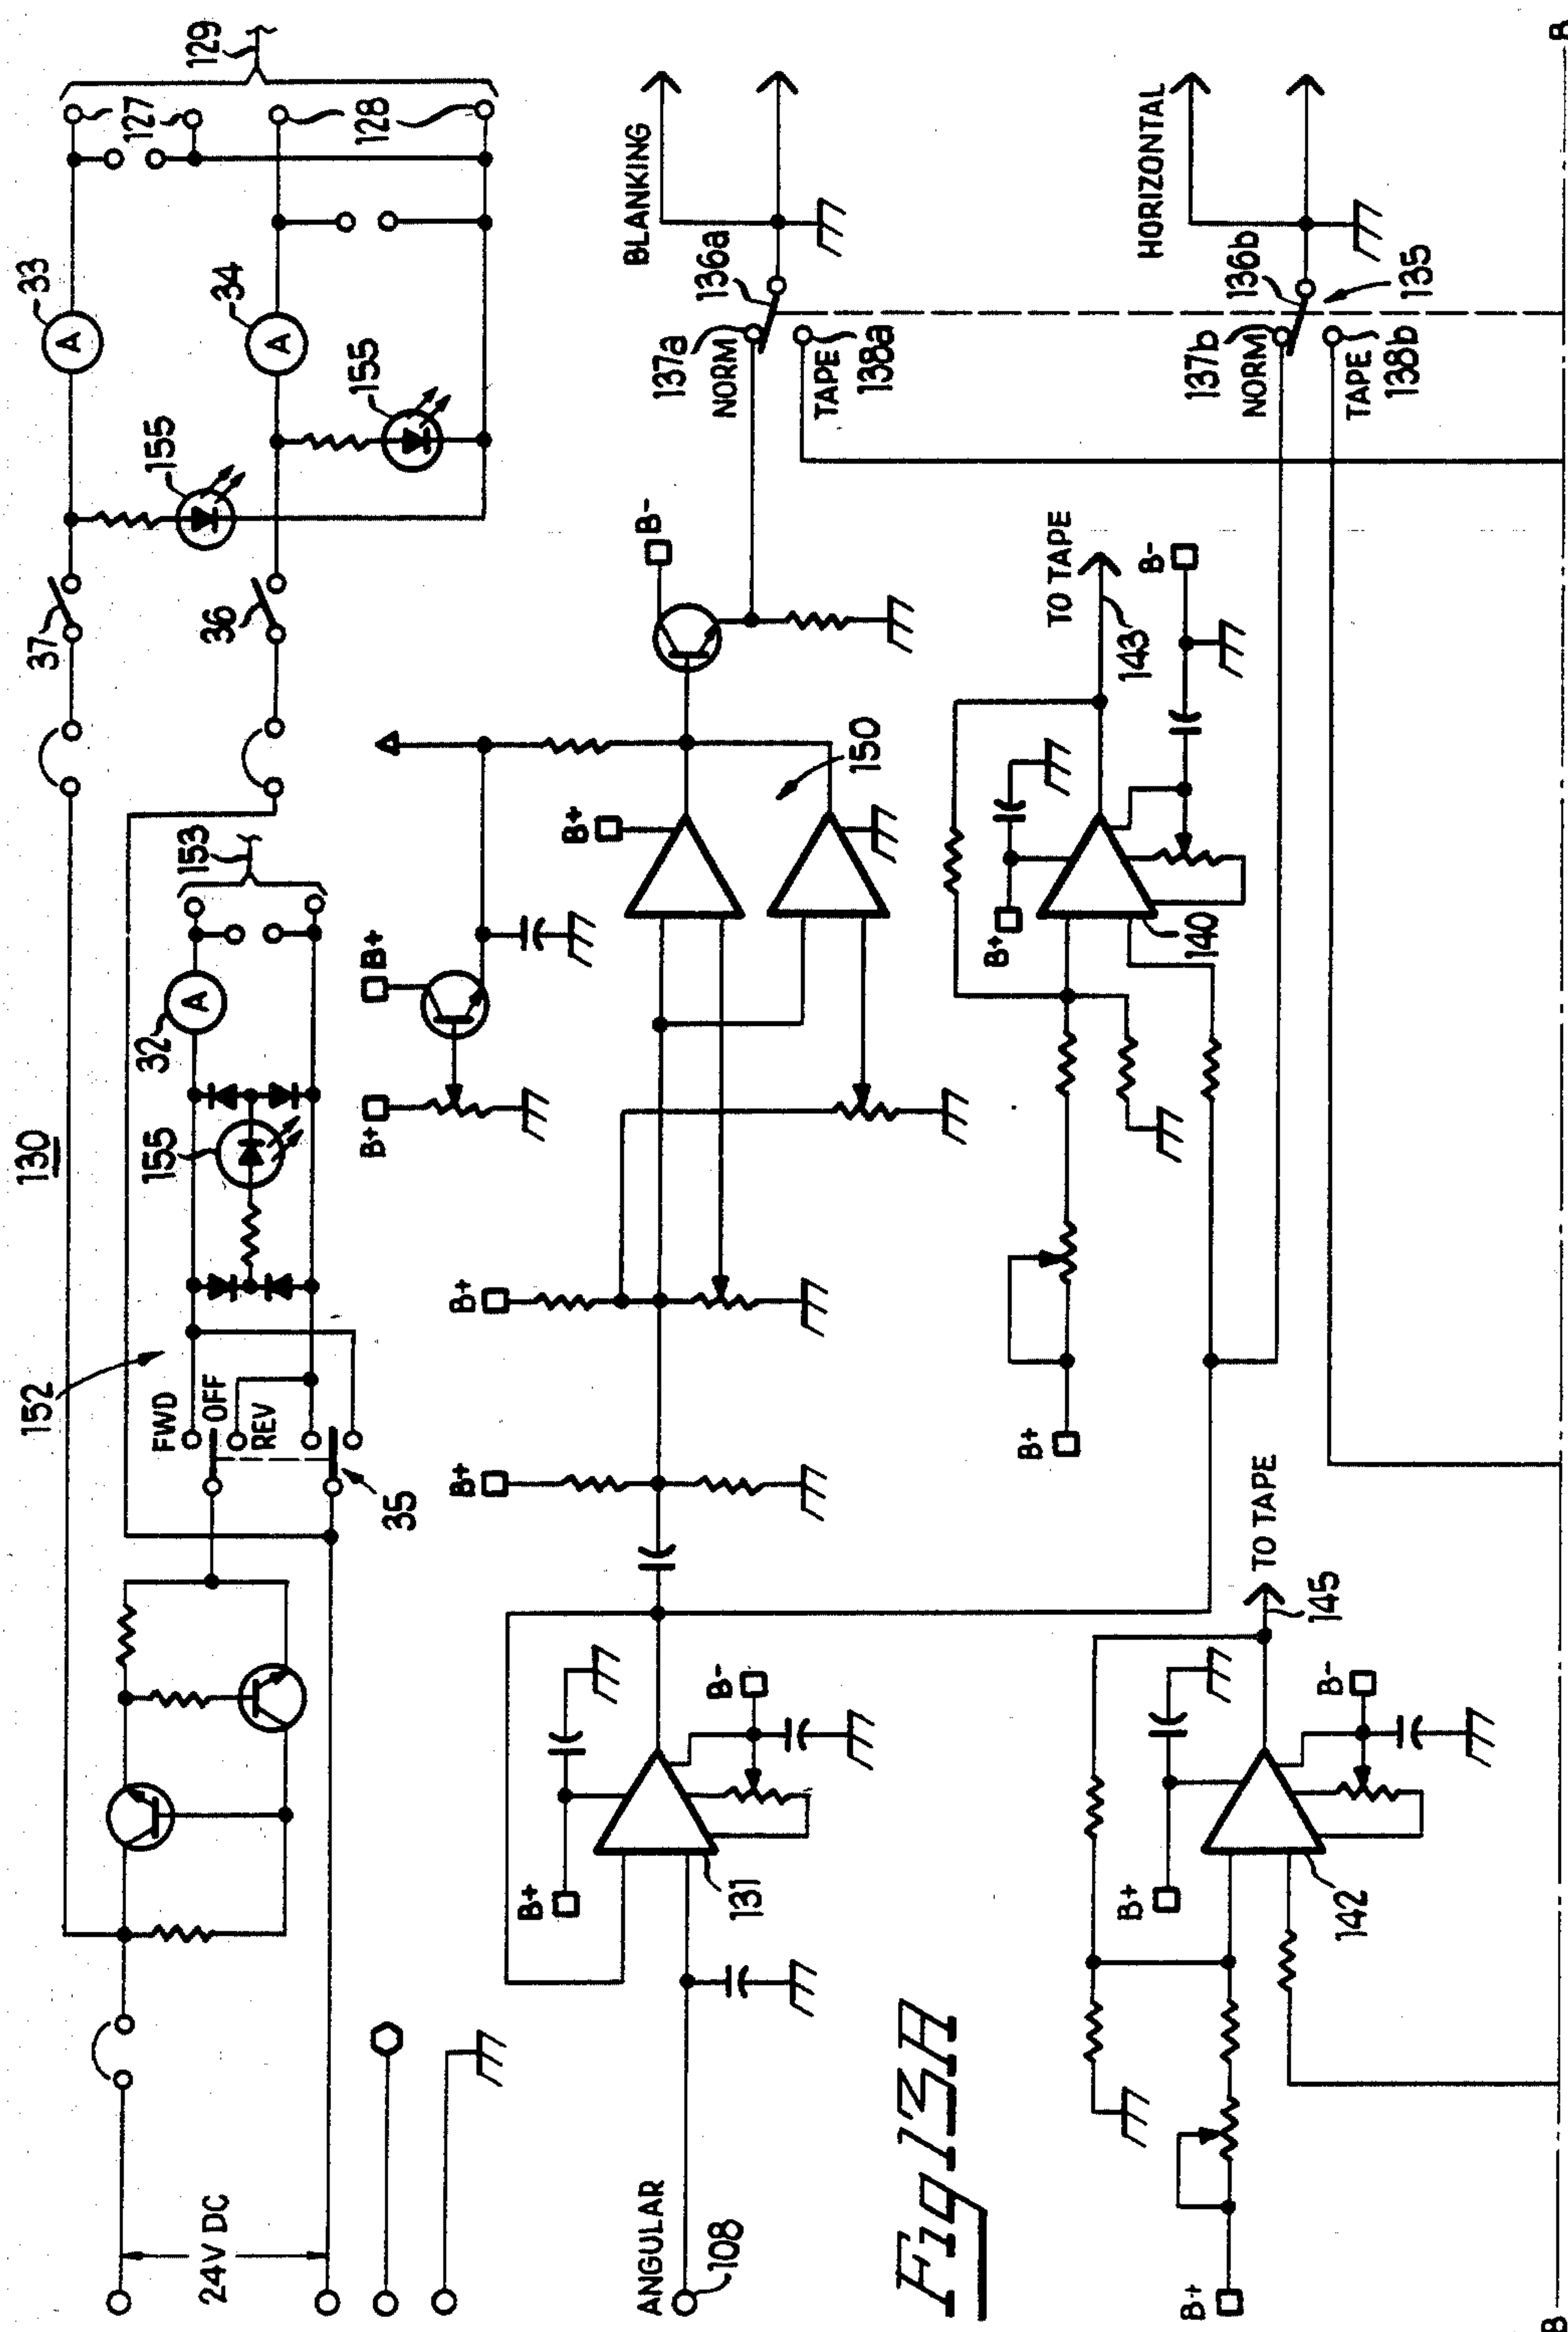 130
24V DC
152
FWD
OFF
REV
35
155
32
A
153
37
36
155
155
33
A
34
A
127
128
129
B+
B+
B+
B+
B+
150
B-
ANGULAR
108
B+
131
B-
137a
NORM
136a
BLANKING
TAPE
138a
B+
B+
140
143
TO TAPE
B-
137b
NORM
136b
HORIZONTAL
135
TAPE
138b
B+
B+
142
B-
145
TO TAPE
Fig 13A
B
B